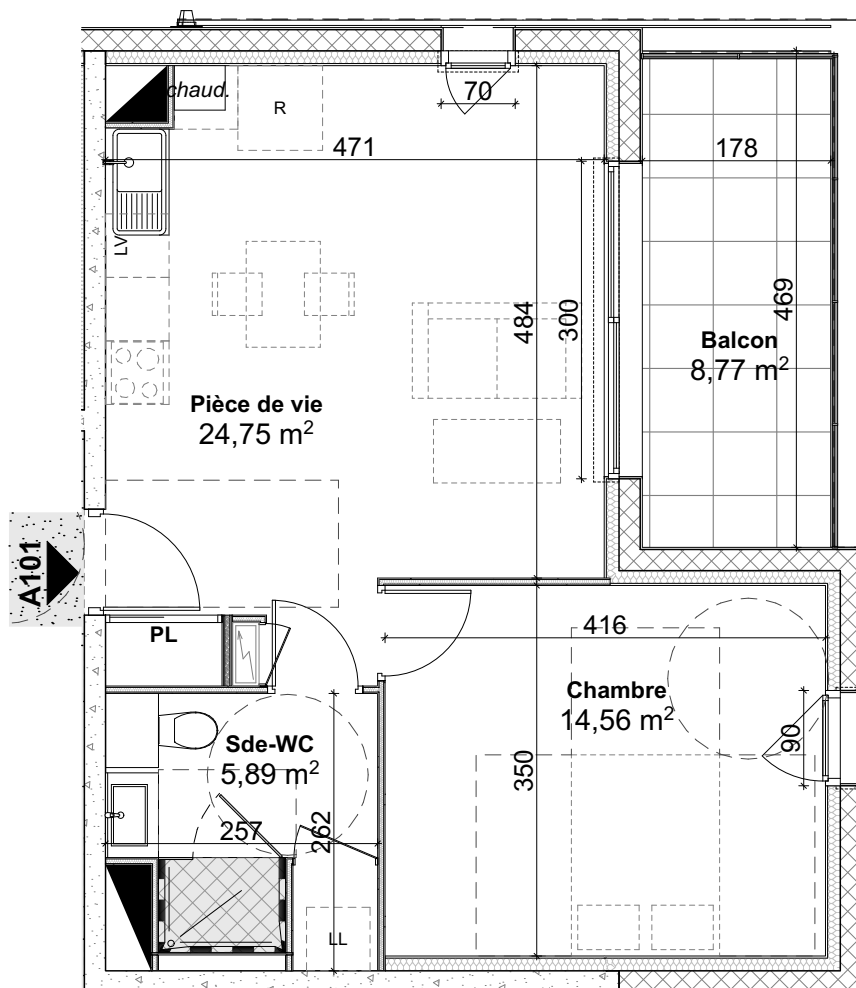 chaud.
R
70
471
178
LV
484
300
469
Balcon
8,77 m²
Pièce de vie
24,75 m²
A101
PL
416
Chambre
14,56 m²
90
Sde-WC
5,89 m²
350
257
262
LL